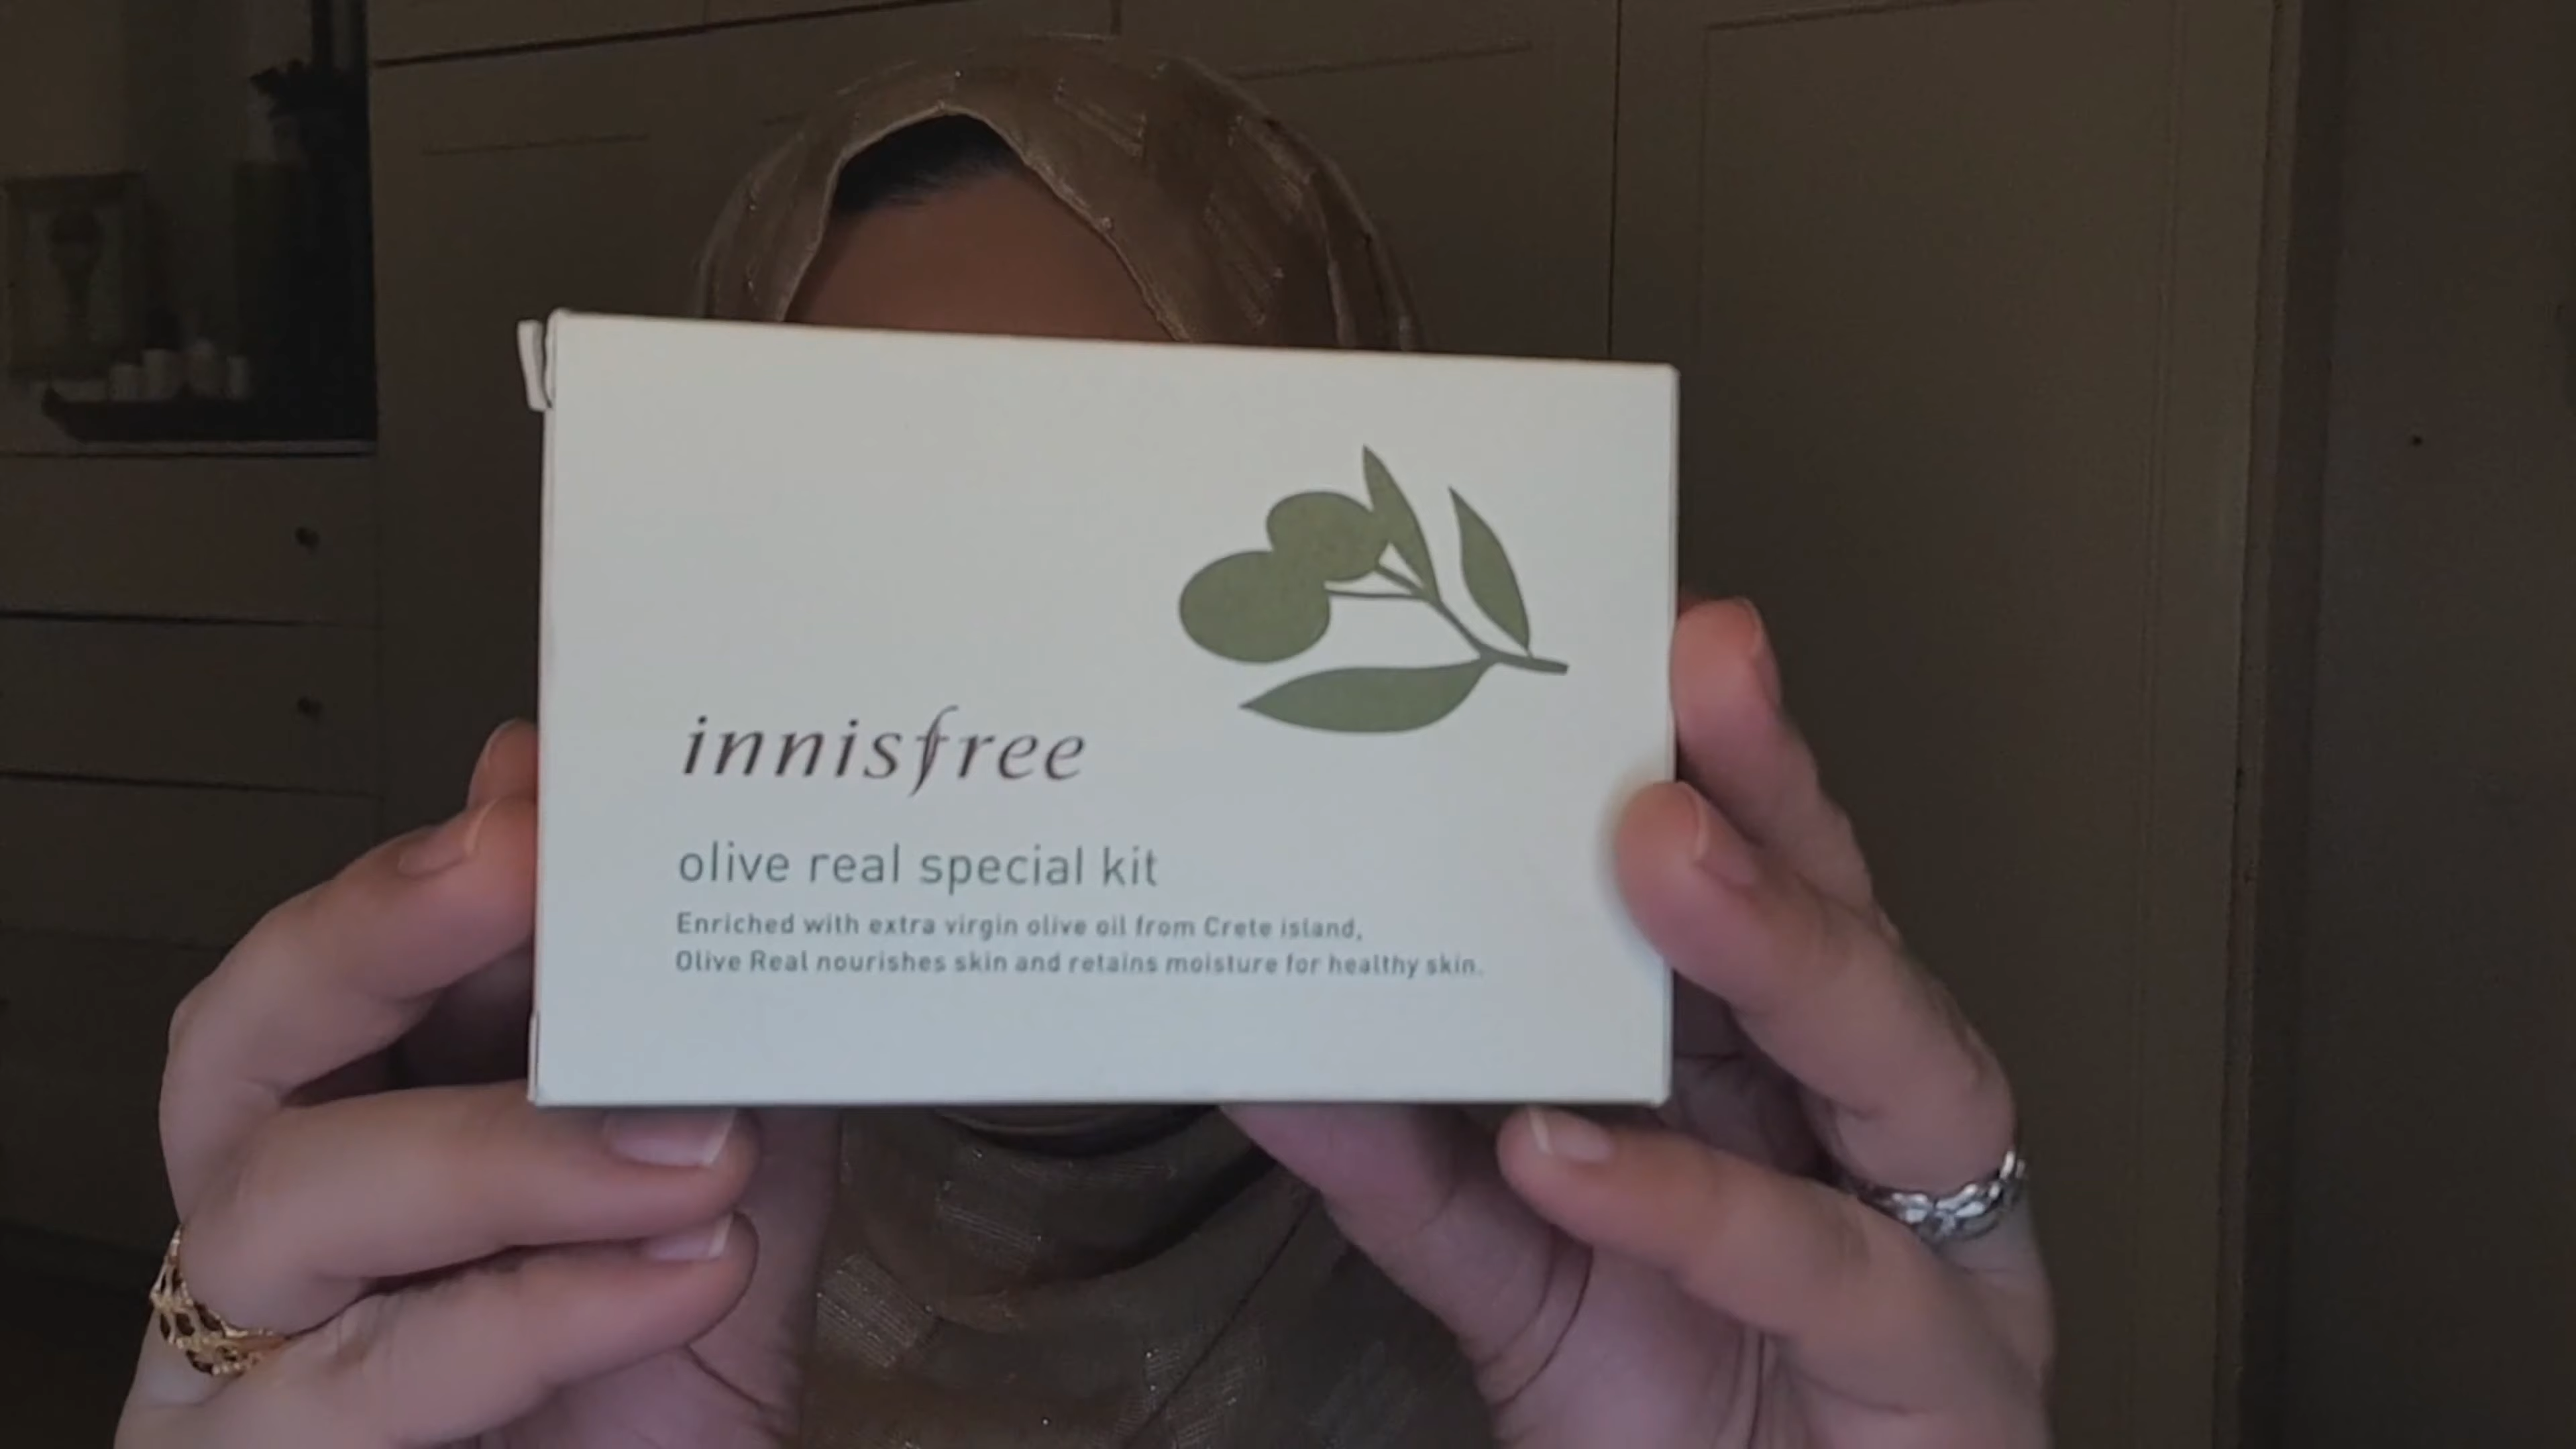 innisfree
olive real special kit
Enriched with extra virgin olive oil from Crete island,
Olive Real nourishes skin and retains moisture for healthy skin.